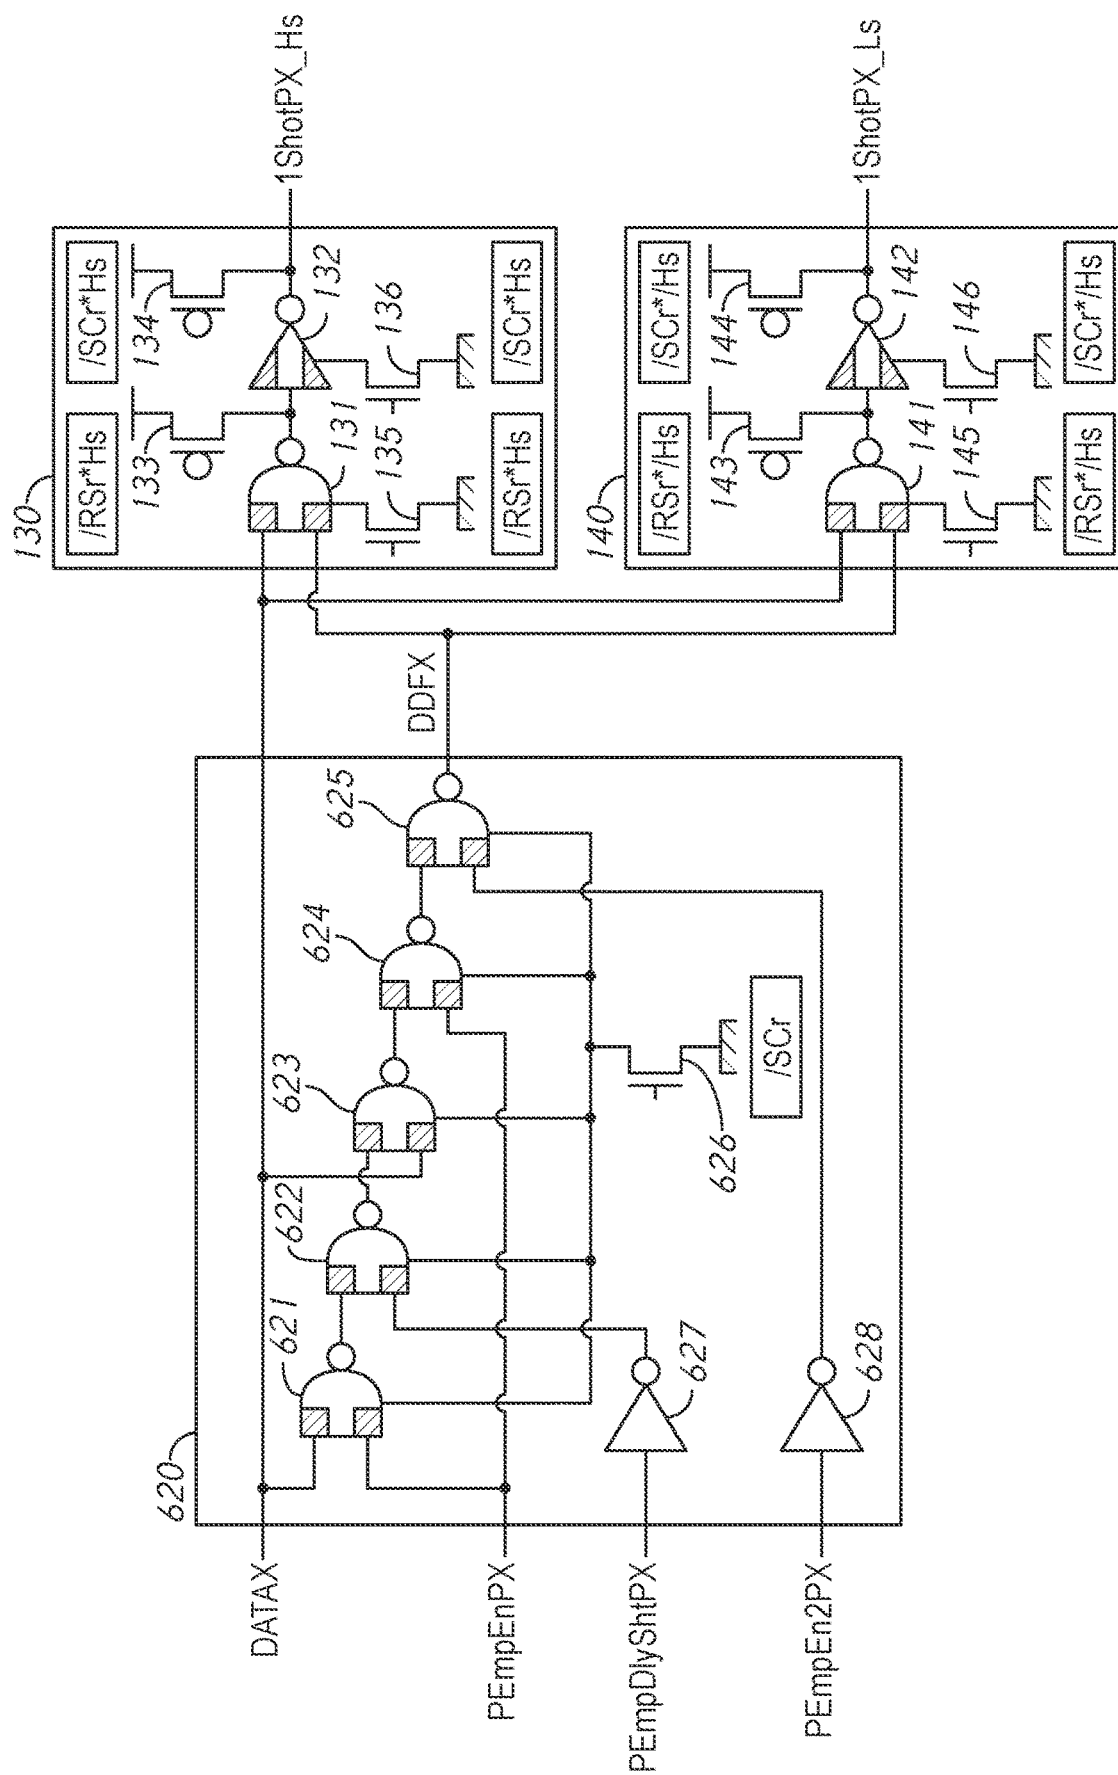 130
/RSr*Hs
/SCr*Hs
133
134
131
132
135
136
/RSr*Hs
/SCr*Hs
1ShotPX_Hs
140
/RSr*/Hs
/SCr*/Hs
143
144
141
142
145
146
/RSr*/Hs
/SCr*/Hs
1ShotPX_Ls
620
DATAX
PEmpEnPX
PEmpDlyShtPX
PEmpEn2PX
621
622
623
624
625
626
/SCr
627
628
DDFX